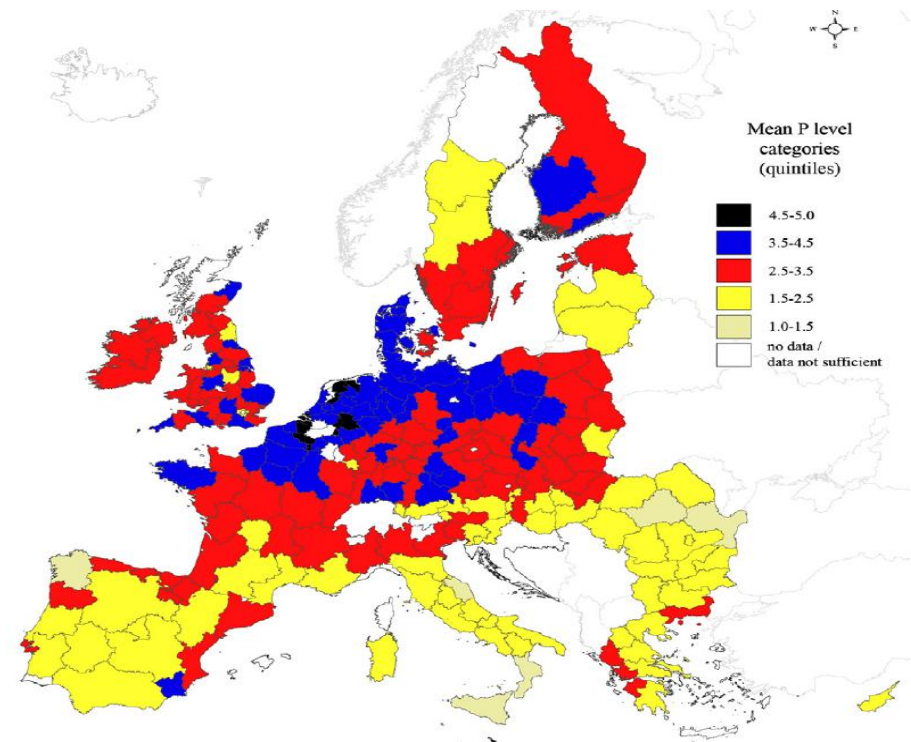 N
W E
S
Mean P level
categories
(quintiles)
4.5-5.0
3.5-4.5
2.5-3.5
1.5-2.5
1.0-1.5
no data /
data not sufficient